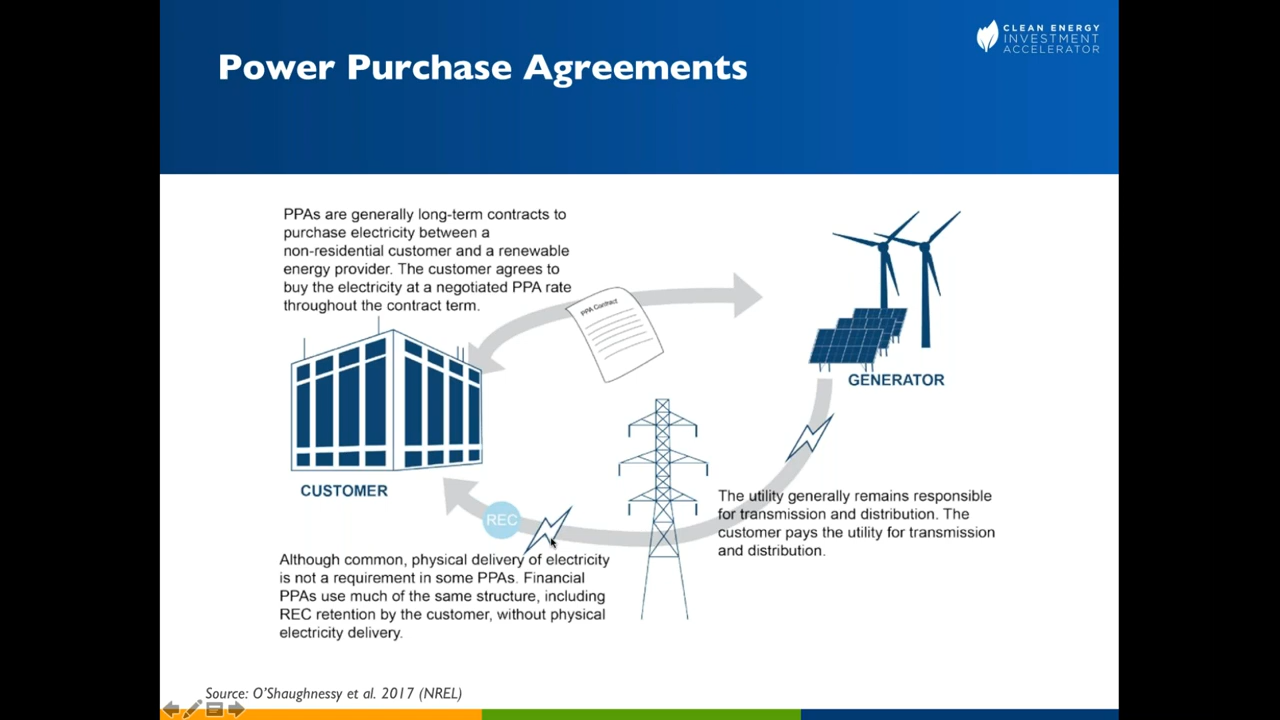 CLEAN ENERGY
INVESTMENT
ACCELERATOR
Power Purchase Agreements
PPAs are generally long-term contracts to
purchase electricity between a
non-residential customer and a renewable
energy provider. The customer agrees to
buy the electricity at a negotiated PPA rate
throughout the contract term.
PPA Contract
GENERATOR
CUSTOMER
REC
The utility generally remains responsible
for transmission and distribution. The
customer pays the utility for transmission
and distribution.
Although common, physical delivery of electricity
is not a requirement in some PPAs. Financial
PPAs use much of the same structure, including
REC retention by the customer, without physical
electricity delivery.
Source: O'Shaughnessy et al. 2017 (NREL)